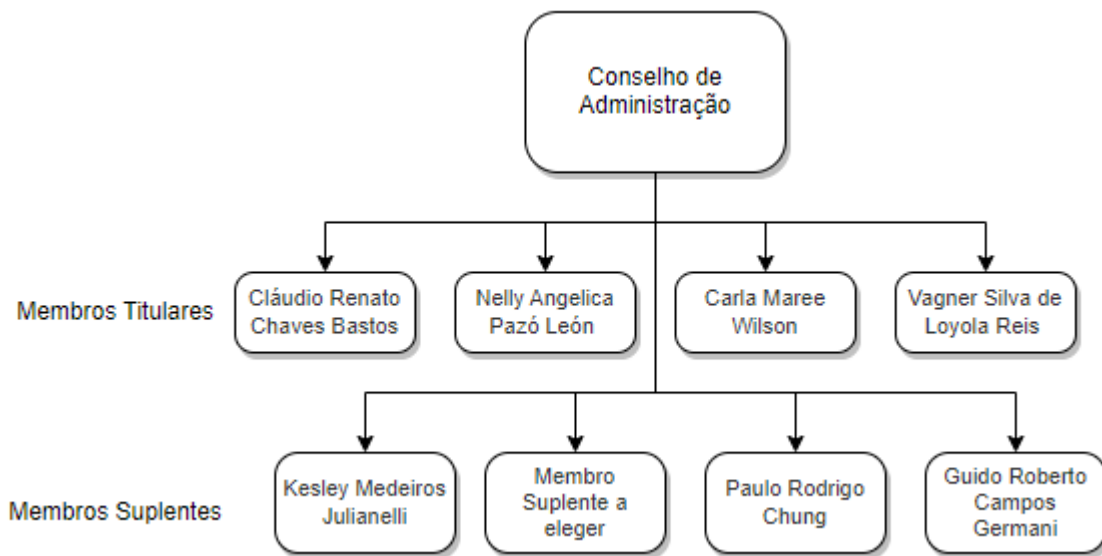 Conselho de
Administração
Membros Titulares
Cláudio Renato
Chaves Bastos
Nelly Angelica
Pazó León
Carla Maree
Wilson
Vagner Silva de
Loyola Reis
Membros Suplentes
Kesley Medeiros
Julianelli
Membro
Suplente a
eleger
Paulo Rodrigo
Chung
Guido Roberto
Campos
Germani